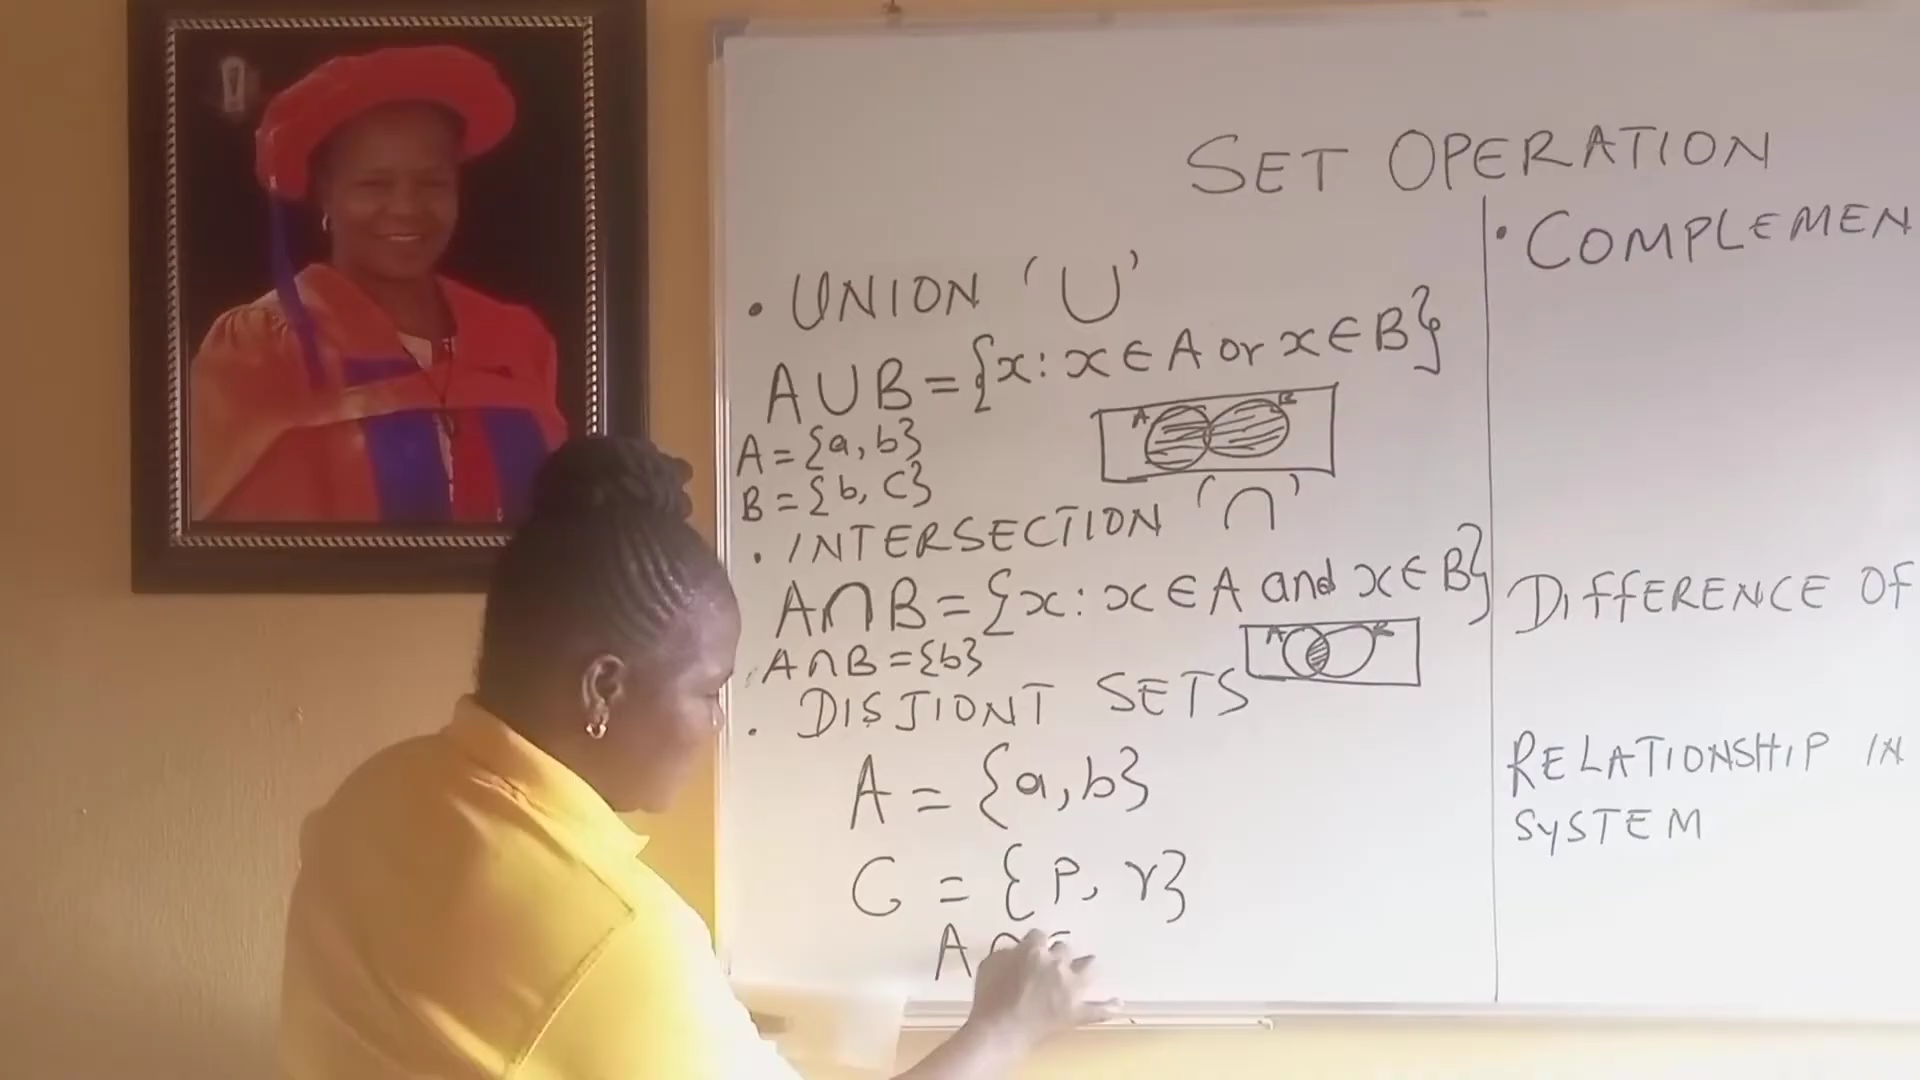 SET OPERATION
• UNION ‘∪’
A∪B={x: x∈A or x∈B}
A B
A={a, b}
B={b, c}
• INTERSECTION ‘∩’
A∩B={x: x∈A and x∈B}
A B
A∩B={b}
• DISJIONT SETS
A = {a, b}
C = {P, r}
A
• COMPLEMEN
DIFFERENCE OF
RELATIONSHIP IN
SYSTEM